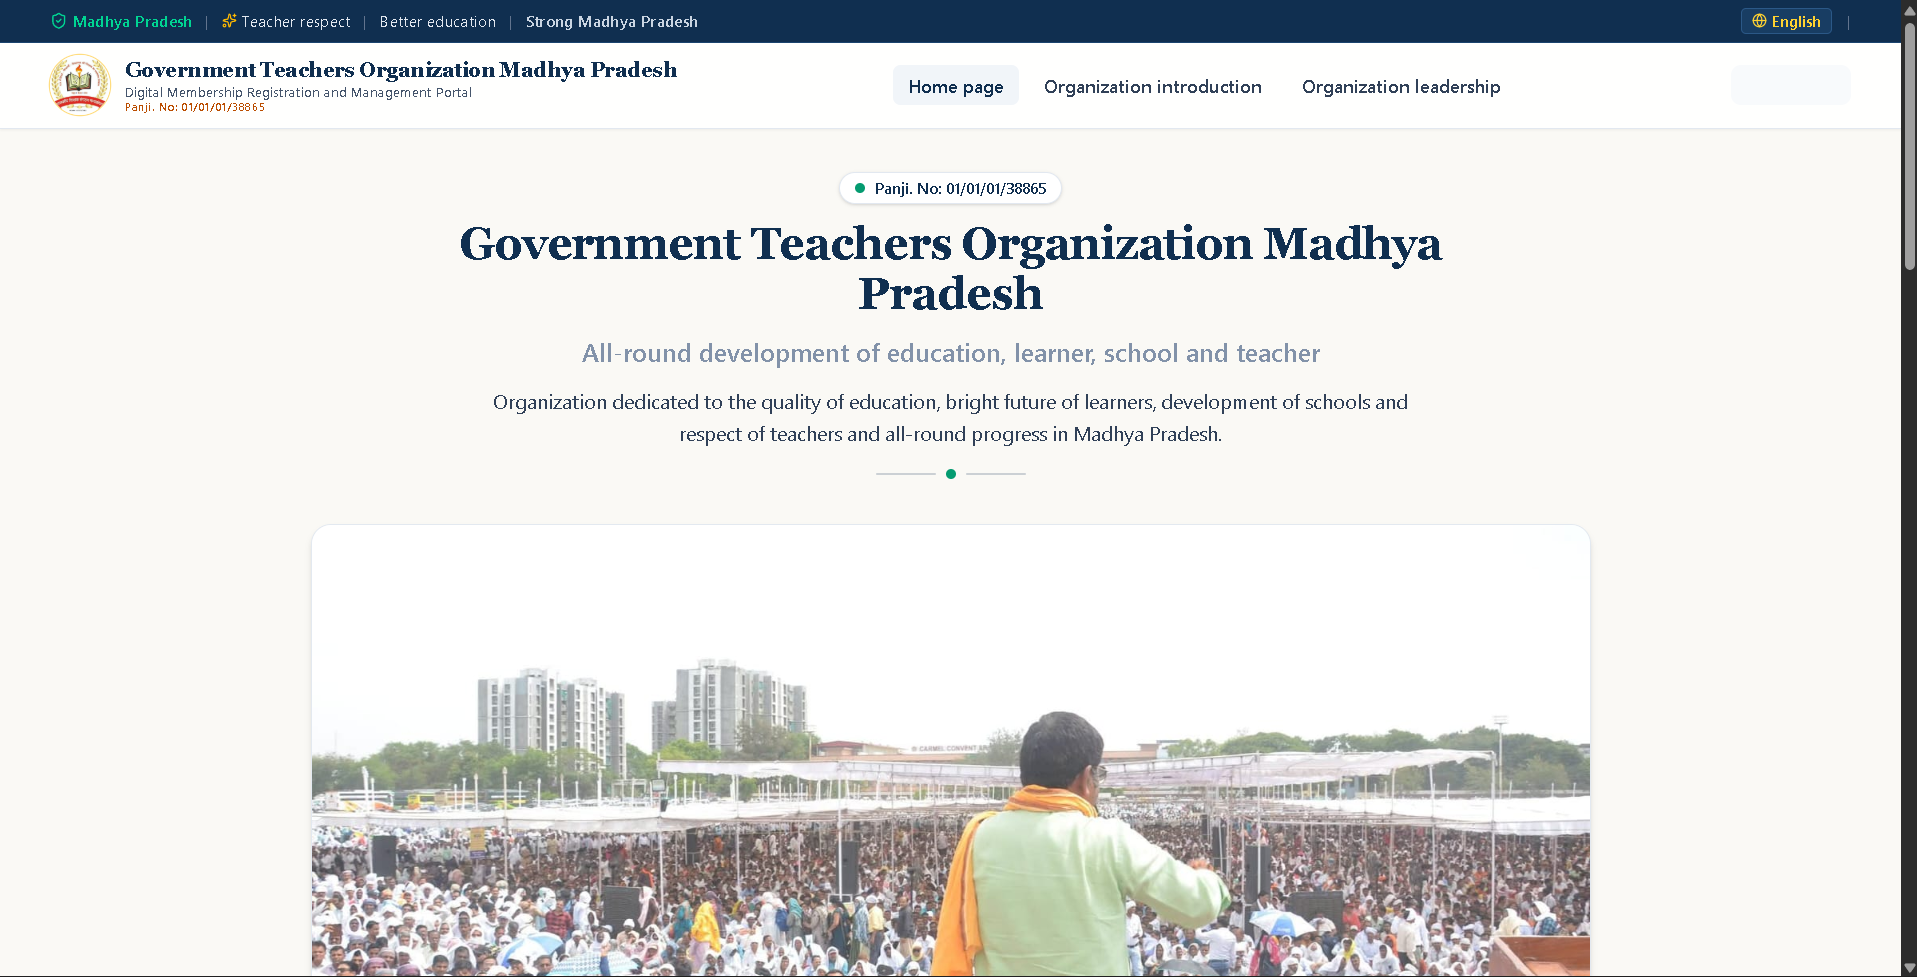 Madhya Pradesh
Teacher respect
Better education
Strong Madhya Pradesh
English
Government Teachers Organization Madhya Pradesh
Digital Membership Registration and Management Portal
Panji. No: 01/01/01/38865
Home page
Organization introduction
Organization leadership
Panji. No: 01/01/01/38865
Government Teachers Organization Madhya
Pradesh
All-round development of education, learner, school and teacher
Organization dedicated to the quality of education, bright future of learners, development of schools and
respect of teachers and all-round progress in Madhya Pradesh.
CARMEL CONVENT